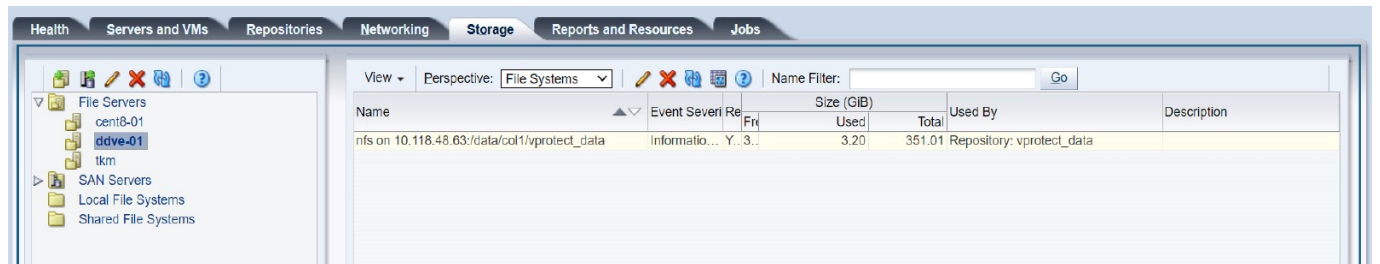 Health Servers and VMs Repositories Networking Storage Reports and Resources Jobs
View Perspective: File Systems Name Filter: Go
File Servers
cent8-01
ddve-01
tkm
SAN Servers
Local File Systems
Shared File Systems
Name Event Severi Re Size (GiB) Used By Description
Fre Used Total
nfs on 10.118.48.63:/data/col1/vprotect_data Informatio... Y.. 3.. 3.20 351.01 Repository: vprotect_data